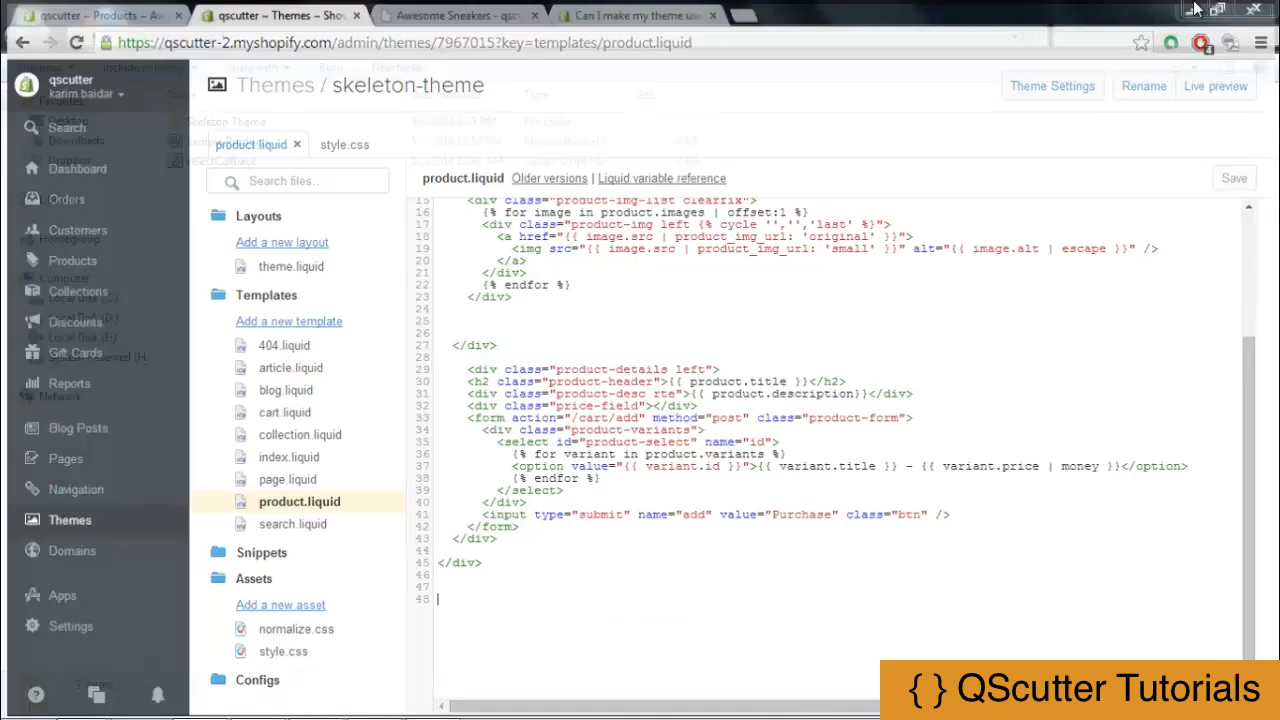 qscutter ~ Products ~ Aw
qscutter ~ Themes ~ Sho
Awesome Sneakers - qsc
Can I make my theme use
https://qscutter-2.myshopify.com/admin/themes/7967015?key=templates/product.liquid
qscutter
karim baidar
Themes / skeleton-theme
Theme Settings
Rename
Live preview
Search
Dashboard
Orders
Customers
Products
Collections
Discounts
Gift Cards
Reports
Blog Posts
Pages
Navigation
Themes
Domains
Apps
Settings
product.liquid
style.css
Search files...
Layouts
Add a new layout
theme.liquid
Templates
Add a new template
404.liquid
article.liquid
blog.liquid
cart.liquid
collection.liquid
index.liquid
page.liquid
product.liquid
search.liquid
Snippets
Assets
Add a new asset
normalize.css
style.css
Configs
product.liquid Older versions | Liquid variable reference
Save
15 <div class="product-img-list clearfix">
16 {% for image in product.images | offset:1 %}
17 <div class="product-img left {% cycle '','','last' %}">
18 <a href="{{ image.src | product_img_url: 'original' }}">
19 <img src="{{ image.src | product_img_url: 'small' }}" alt="{{ image.alt | escape }}" />
20 </a>
21 </div>
22 {% endfor %}
23 </div>
24
25
26
27 </div>
28
29 <div class="product-details left">
30 <h2 class="product-header">{{ product.title }}</h2>
31 <div class="product-desc rte">{{ product.description}}</div>
32 <div class="price-field"></div>
33 <form action="/cart/add" method="post" class="product-form">
34 <div class="product-variants">
35 <select id="product-select" name="id">
36 {% for variant in product.variants %}
37 <option value="{{ variant.id }}">{{ variant.title }} - {{ variant.price | money }}</option>
38 {% endfor %}
39 </select>
40 </div>
41 <input type="submit" name="add" value="Purchase" class="btn" />
42 </form>
43 </div>
44
45 </div>
46
47
48
{ } QScutter Tutorials